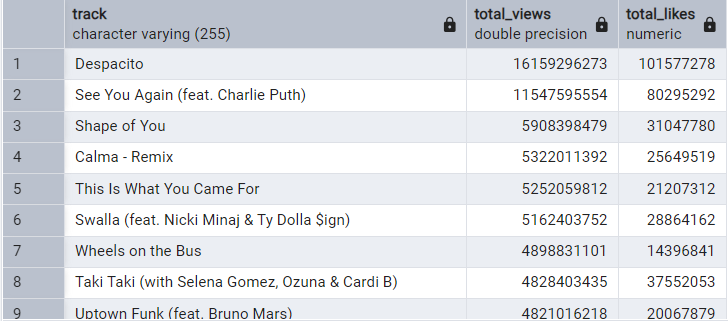 track total_views total_likes
character varying (255) double precision numeric
1 Despacito 16159296273 101577278
2 See You Again (feat. Charlie Puth) 11547595554 80295292
3 Shape of You 5908398479 31047780
4 Calma - Remix 5322011392 25649519
5 This Is What You Came For 5252059812 21207312
6 Swalla (feat. Nicki Minaj & Ty Dolla $ign) 5162403752 28864162
7 Wheels on the Bus 4898831101 14396841
8 Taki Taki (with Selena Gomez, Ozuna & Cardi B) 4828403435 37552053
9 Uptown Funk (feat. Bruno Mars) 4821016218 20067879